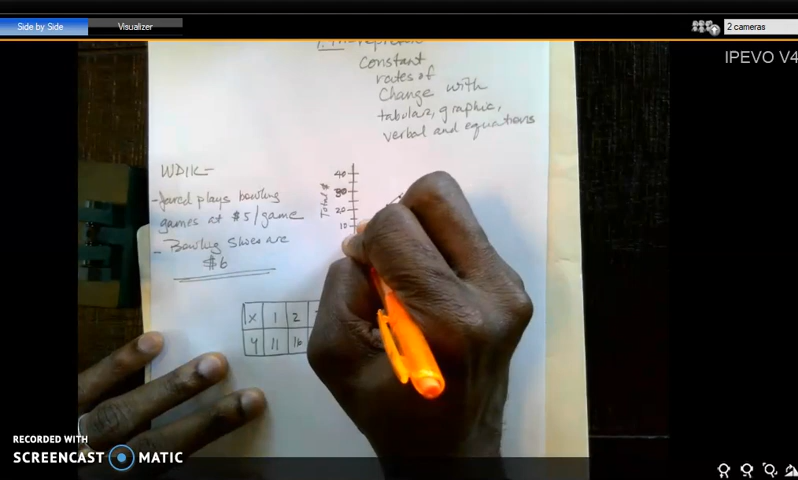 Side by Side
Visualizer
2 cameras
IPEVO V4
constant
rates of
Change with
tabular, graphic,
verbal and equations
WDIK-
- Jared plays bowling
games at $5/game
- Bowling shoes are
$6
Total $
40
30
20
10
X 1 2
Y 11 16
RECORDED WITH
SCREENCAST MATIC